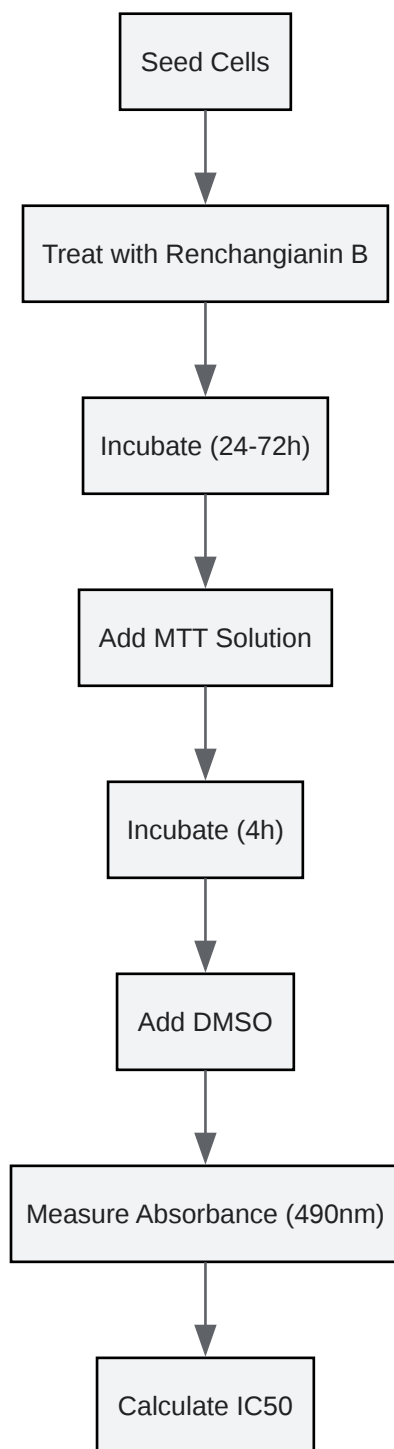 Seed Cells
Treat with Renchangianin B
Incubate (24-72h)
Add MTT Solution
Incubate (4h)
Add DMSO
Measure Absorbance (490nm)
Calculate IC50